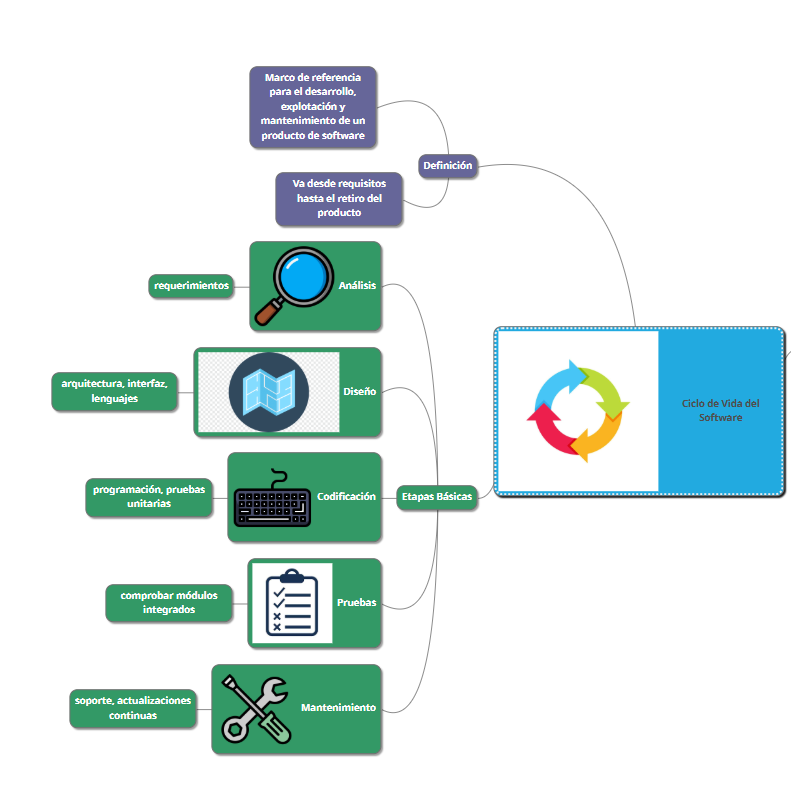 Marco de referencia
para el desarrollo,
explotación y
mantenimiento de un
producto de software
Definición
Va desde requisitos
hasta el retiro del
producto
requerimientos
Análisis
arquitectura, interfaz,
lenguajes
Diseño
Ciclo de Vida del
Software
programación, pruebas
unitarias
Codificación
Etapas Básicas
comprobar módulos
integrados
Pruebas
soporte, actualizaciones
continuas
Mantenimiento